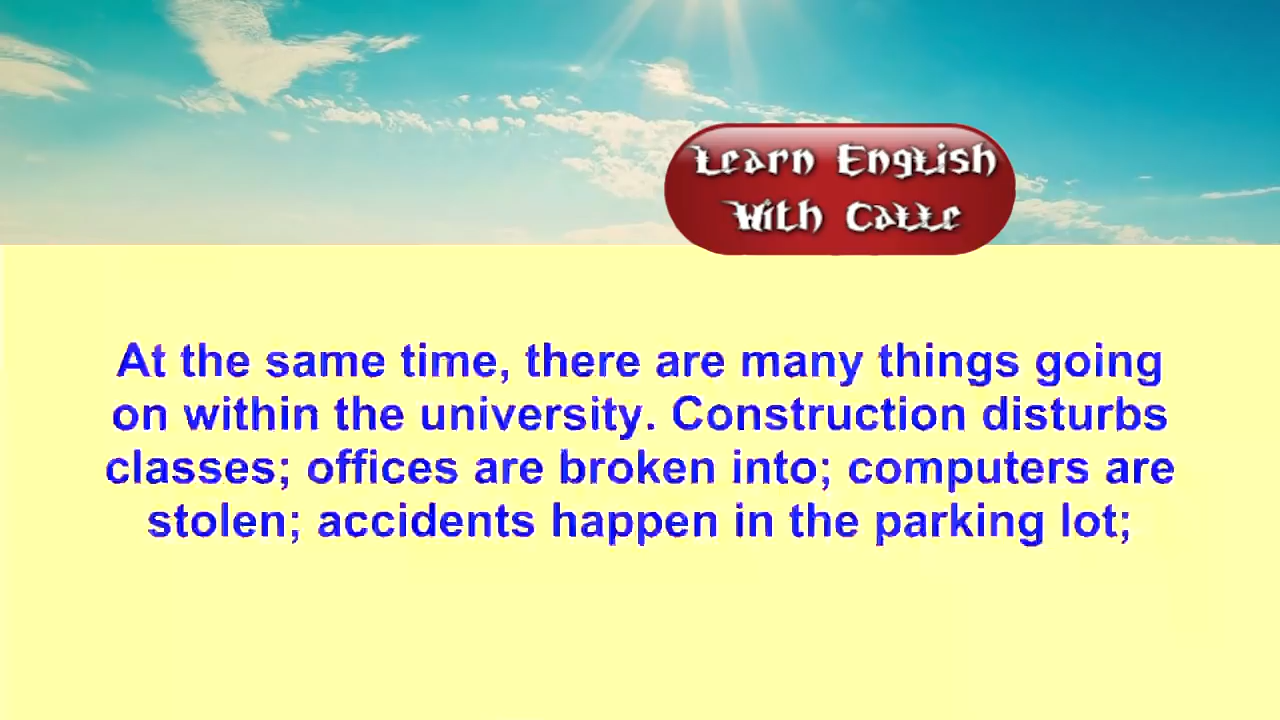 Learn English
With Catte
At the same time, there are many things going
on within the university. Construction disturbs
classes; offices are broken into; computers are
stolen; accidents happen in the parking lot;